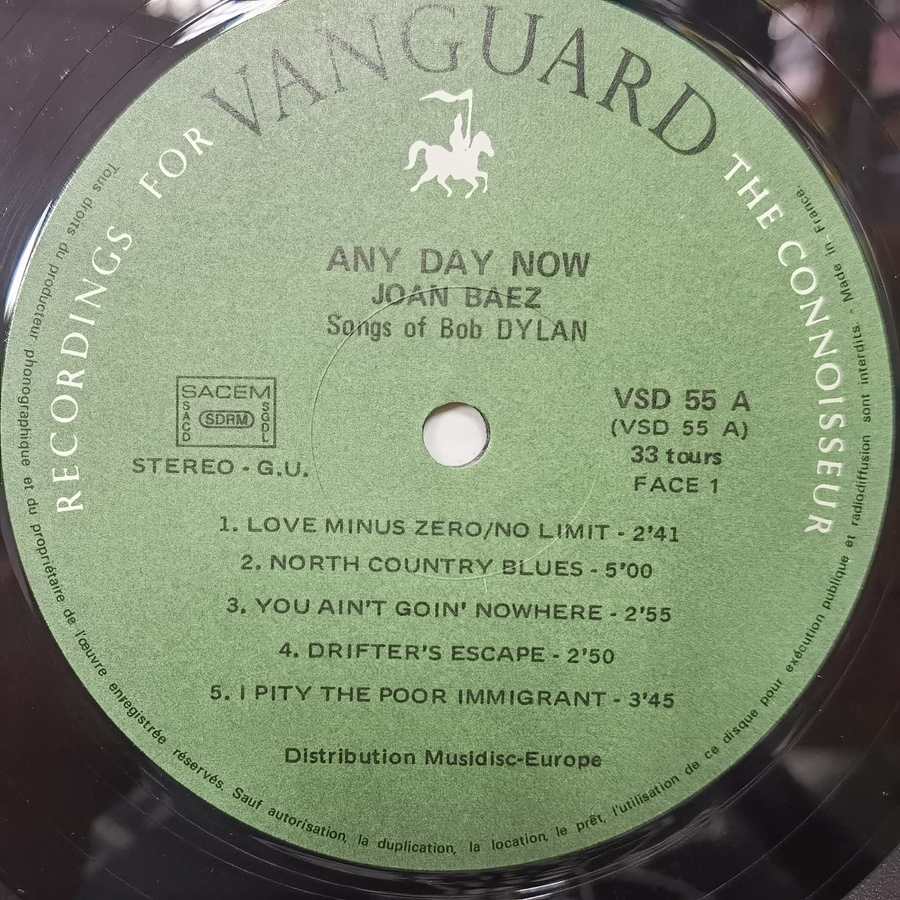 VANGUARD
RECORDINGS FOR THE CONNOISSEUR
ANY DAY NOW
JOAN BAEZ
Songs of Bob DYLAN
SACEM
SACD SDRM SGDL
STEREO - G.U.
VSD 55 A
(VSD 55 A)
33 tours
FACE 1
1. LOVE MINUS ZERO/NO LIMIT - 2'41
2. NORTH COUNTRY BLUES - 5'00
3. YOU AIN'T GOIN' NOWHERE - 2'55
4. DRIFTER'S ESCAPE - 2'50
5. I PITY THE POOR IMMIGRANT - 3'45
Distribution Musidisc-Europe
Tous droits du producteur phonographique et du propriétaire de l'œuvre enregistrée réservés. Sauf autorisation, la duplication, la location, le prêt, l'utilisation de ce disque pour exécution publique et radiodiffusion sont interdits. - Made in France.